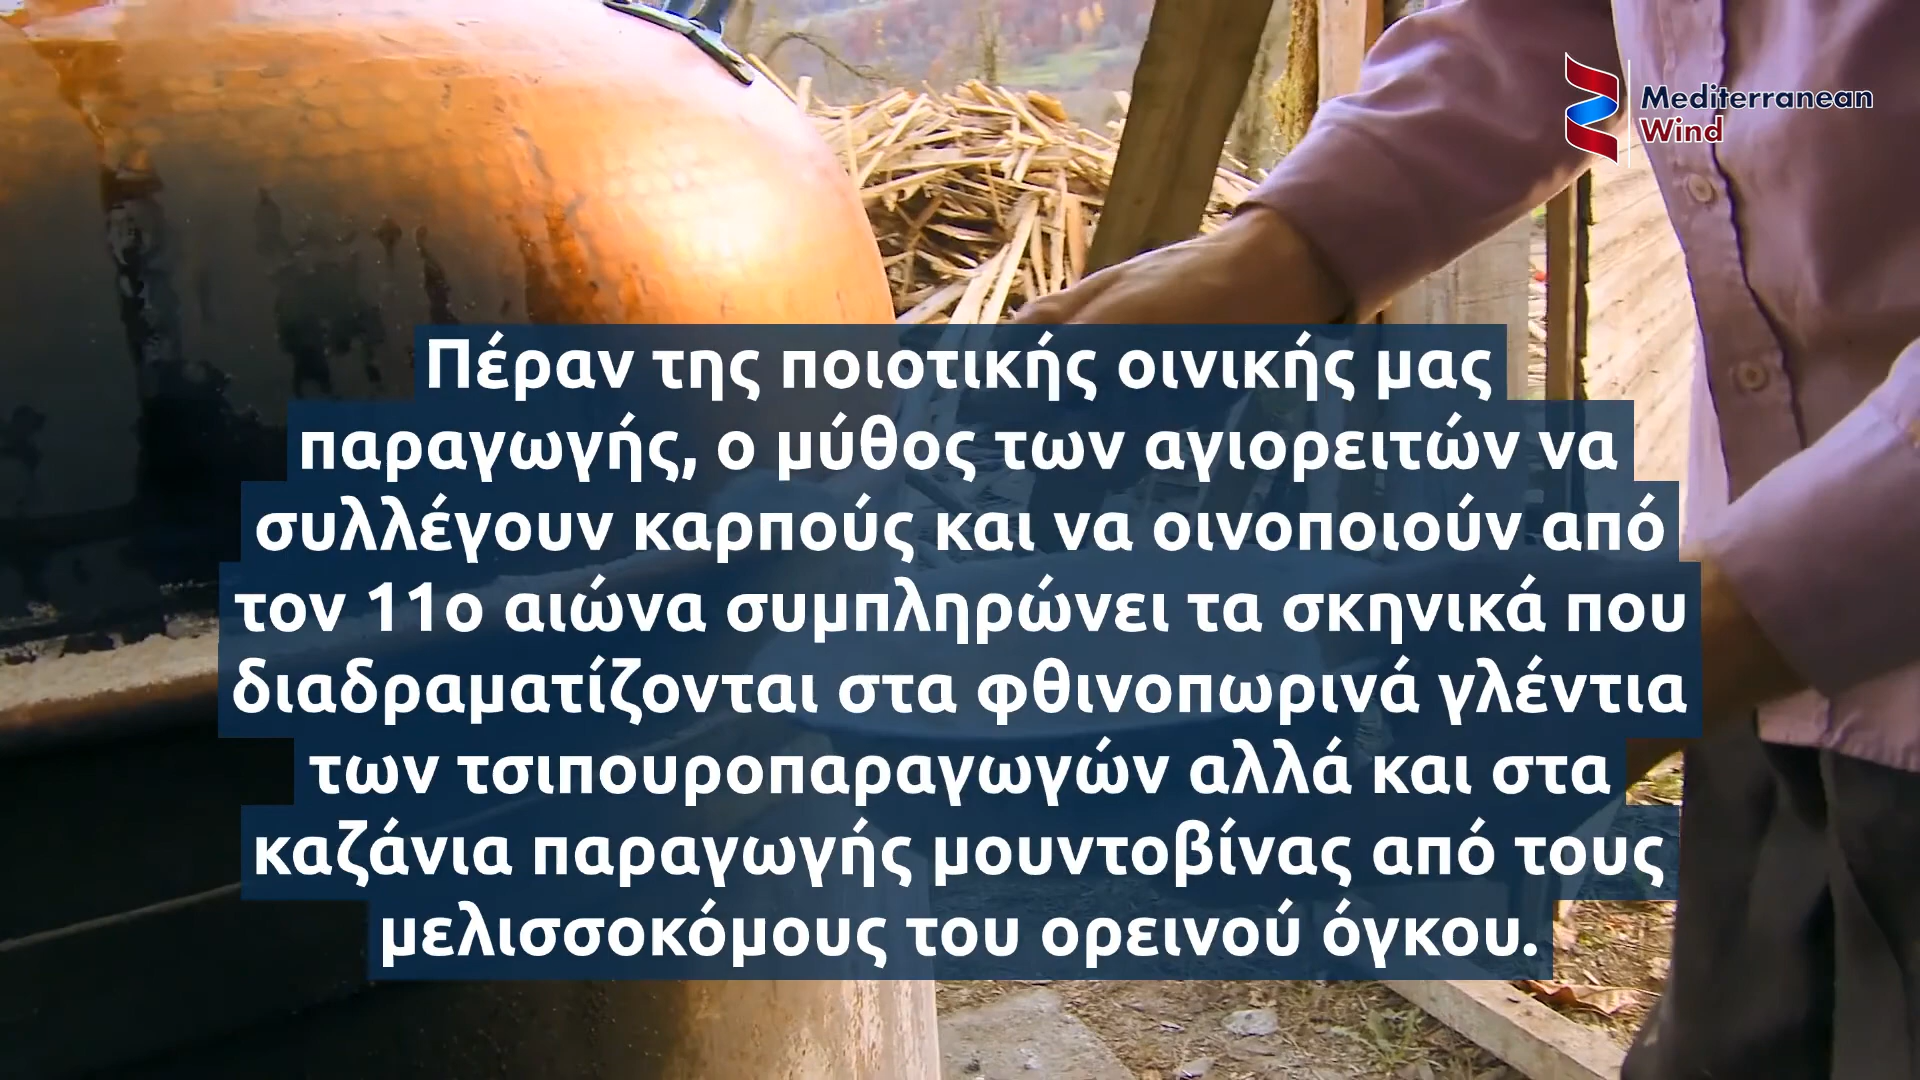 Mediterranean
Wind
Πέραν της ποιοτικής οινικής μας
παραγωγής, ο μύθος των αγιορειτών να
συλλέγουν καρπούς και να οινοποιούν από
τον 11ο αιώνα συμπληρώνει τα σκηνικά που
διαδραματίζονται στα φθινοπωρινά γλέντια
των τσιπουροπαραγωγών αλλά και στα
καζάνια παραγωγής μουντοβίνας από τους
μελισσοκόμους του ορεινού όγκου.